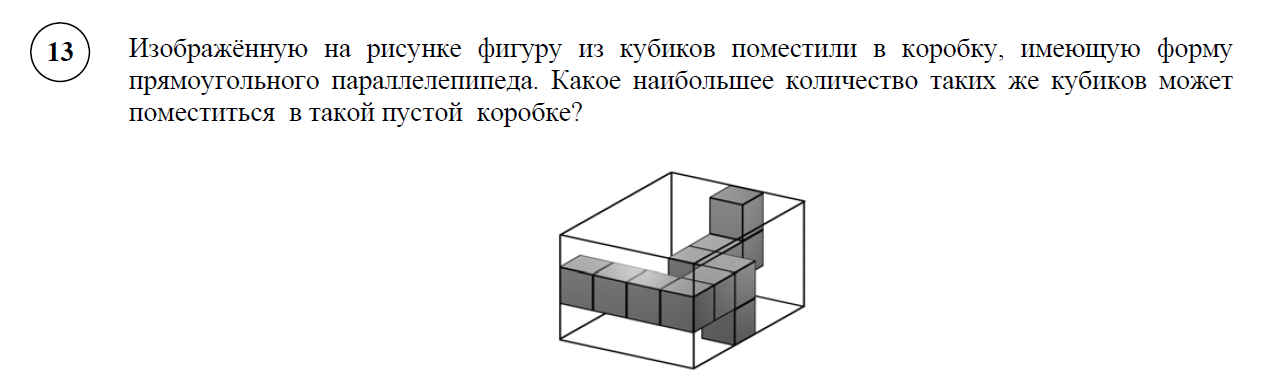 13
Изображённую на рисунке фигуру из кубиков поместили в коробку, имеющую форму
прямоугольного параллелепипеда. Какое наибольшее количество таких же кубиков может
поместиться в такой пустой коробке?